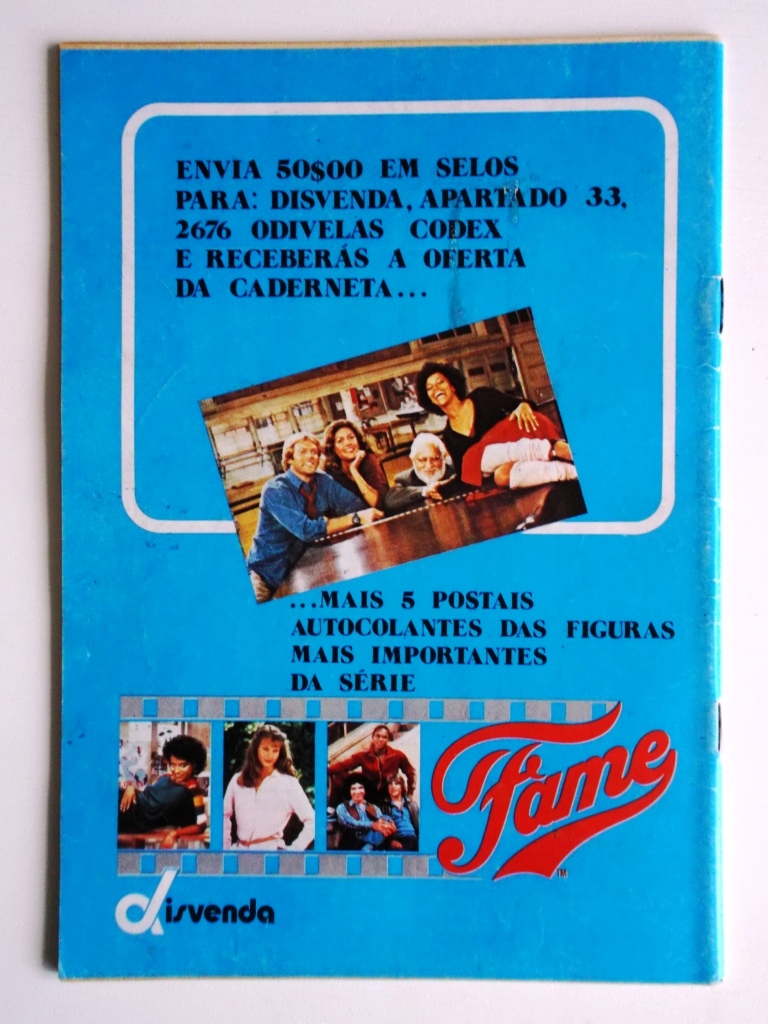 ENVIA 50$00 EM SELOS
PARA: DISVENDA, APARTADO 33,
2676 ODIVELAS CODEX
E RECEBERÁS A OFERTA
DA CADERNETA...
...MAIS 5 POSTAIS
AUTOCOLANTES DAS FIGURAS
MAIS IMPORTANTES
DA SÉRIE
Fame
TM
disvenda